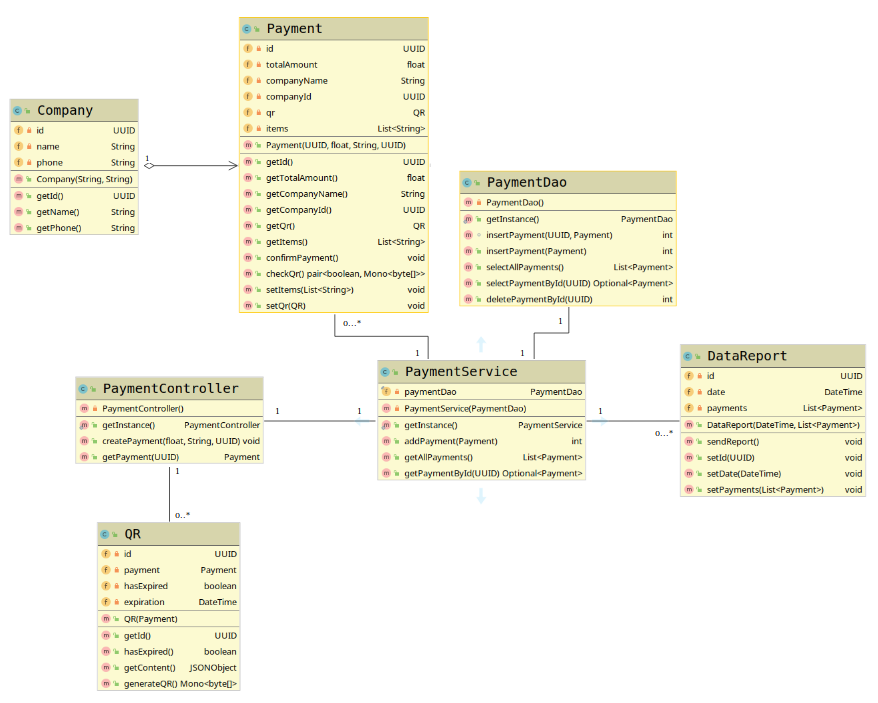 Payment
id UUID
totalAmount float
companyName String
companyId UUID
qr QR
items List<String>
Payment(UUID, float, String, UUID)
getId() UUID
getTotalAmount() float
getCompanyName() String
getCompanyId() UUID
getQr() QR
getItems() List<String>
confirmPayment() void
checkQr() pair<boolean, Mono<byte[]>>
setItems(List<String>) void
setQr(QR) void
Company
id UUID
name String
phone String
Company(String, String)
getId() UUID
getName() String
getPhone() String
1
PaymentDao
PaymentDao()
getInstance() PaymentDao
insertPayment(UUID, Payment) int
insertPayment(Payment) int
selectAllPayments() List<Payment>
selectPaymentById(UUID) Optional<Payment>
deletePaymentById(UUID) int
0...*
1
1
1
PaymentController
PaymentController()
getInstance() PaymentController
createPayment(float, String, UUID) void
getPayment(UUID) Payment
1
1
PaymentService
paymentDao PaymentDao
PaymentService(PaymentDao)
getInstance() PaymentService
addPayment(Payment) int
getAllPayments() List<Payment>
getPaymentById(UUID) Optional<Payment>
1
0...*
DataReport
id UUID
date DateTime
payments List<Payment>
DataReport(DateTime, List<Payment>)
sendReport() void
setId(UUID) void
setDate(DateTime) void
setPayments(List<Payment>) void
1
0...*
QR
id UUID
payment Payment
hasExpired boolean
expiration DateTime
QR(Payment)
getId() UUID
hasExpired() boolean
getContent() JSONObject
generateQR() Mono<byte[]>